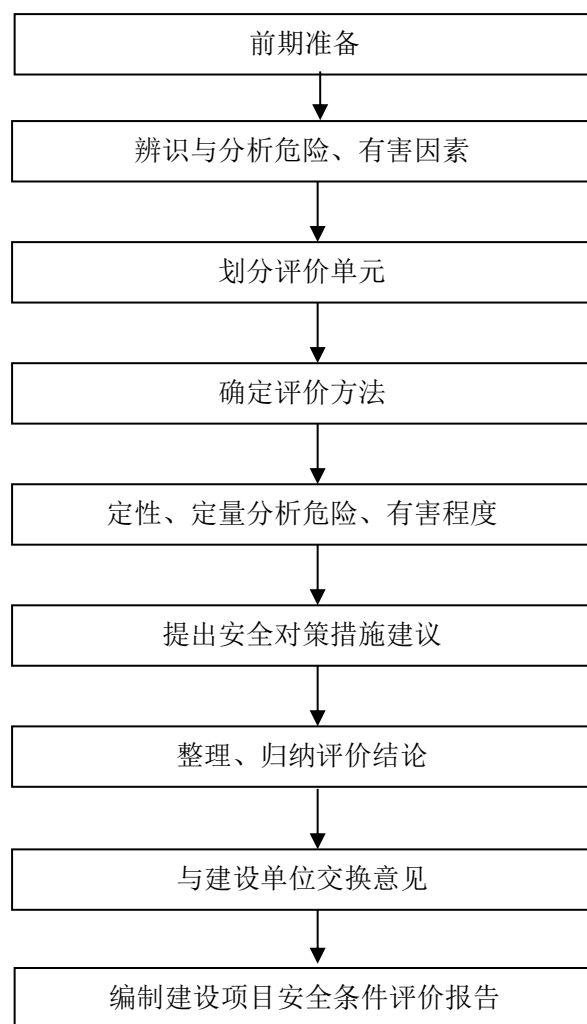 前期准备
辨识与分析危险、有害因素
划分评价单元
确定评价方法
定性、定量分析危险、有害程度
提出安全对策措施建议
整理、归纳评价结论
与建设单位交换意见
编制建设项目安全条件评价报告